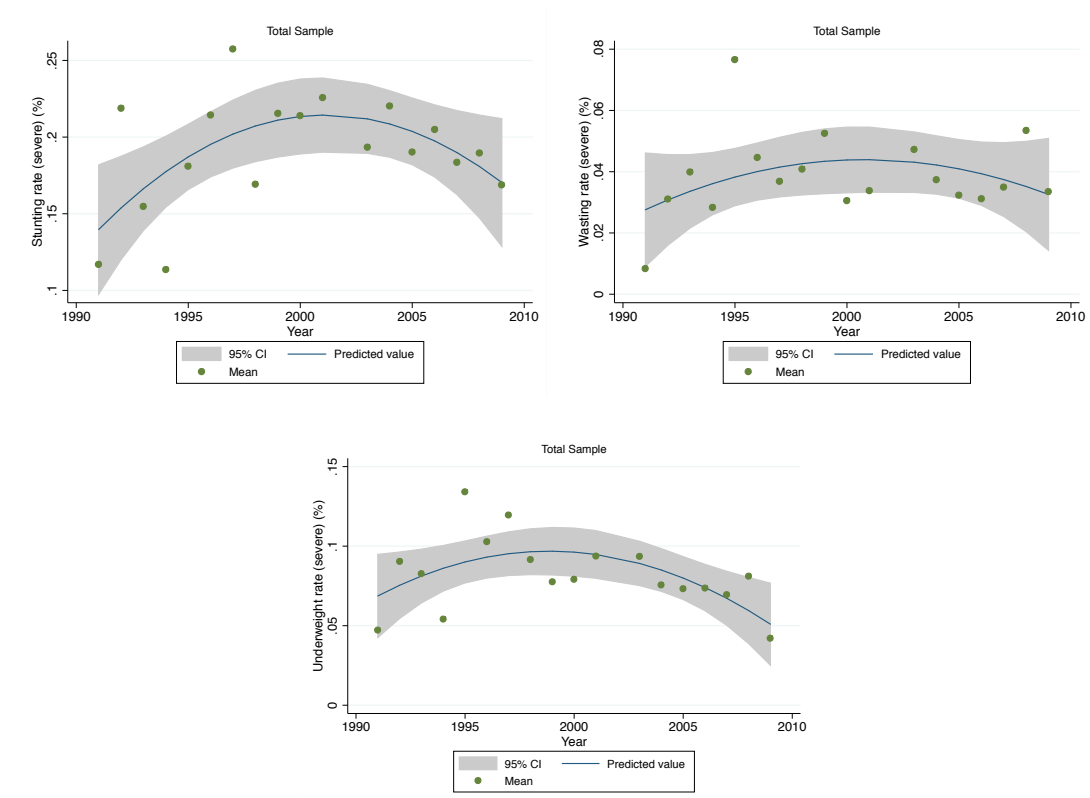 Total Sample
Stunting rate (severe) (%)
.25
.2
.15
.1
1990 1995 2000 2005 2010
Year
95% CI Predicted value
Mean
Total Sample
Wasting rate (severe) (%)
.08
.06
.04
.02
0
1990 1995 2000 2005 2010
Year
95% CI Predicted value
Mean
Total Sample
Underweight rate (severe) (%)
.15
.1
.05
0
1990 1995 2000 2005 2010
Year
95% CI Predicted value
Mean